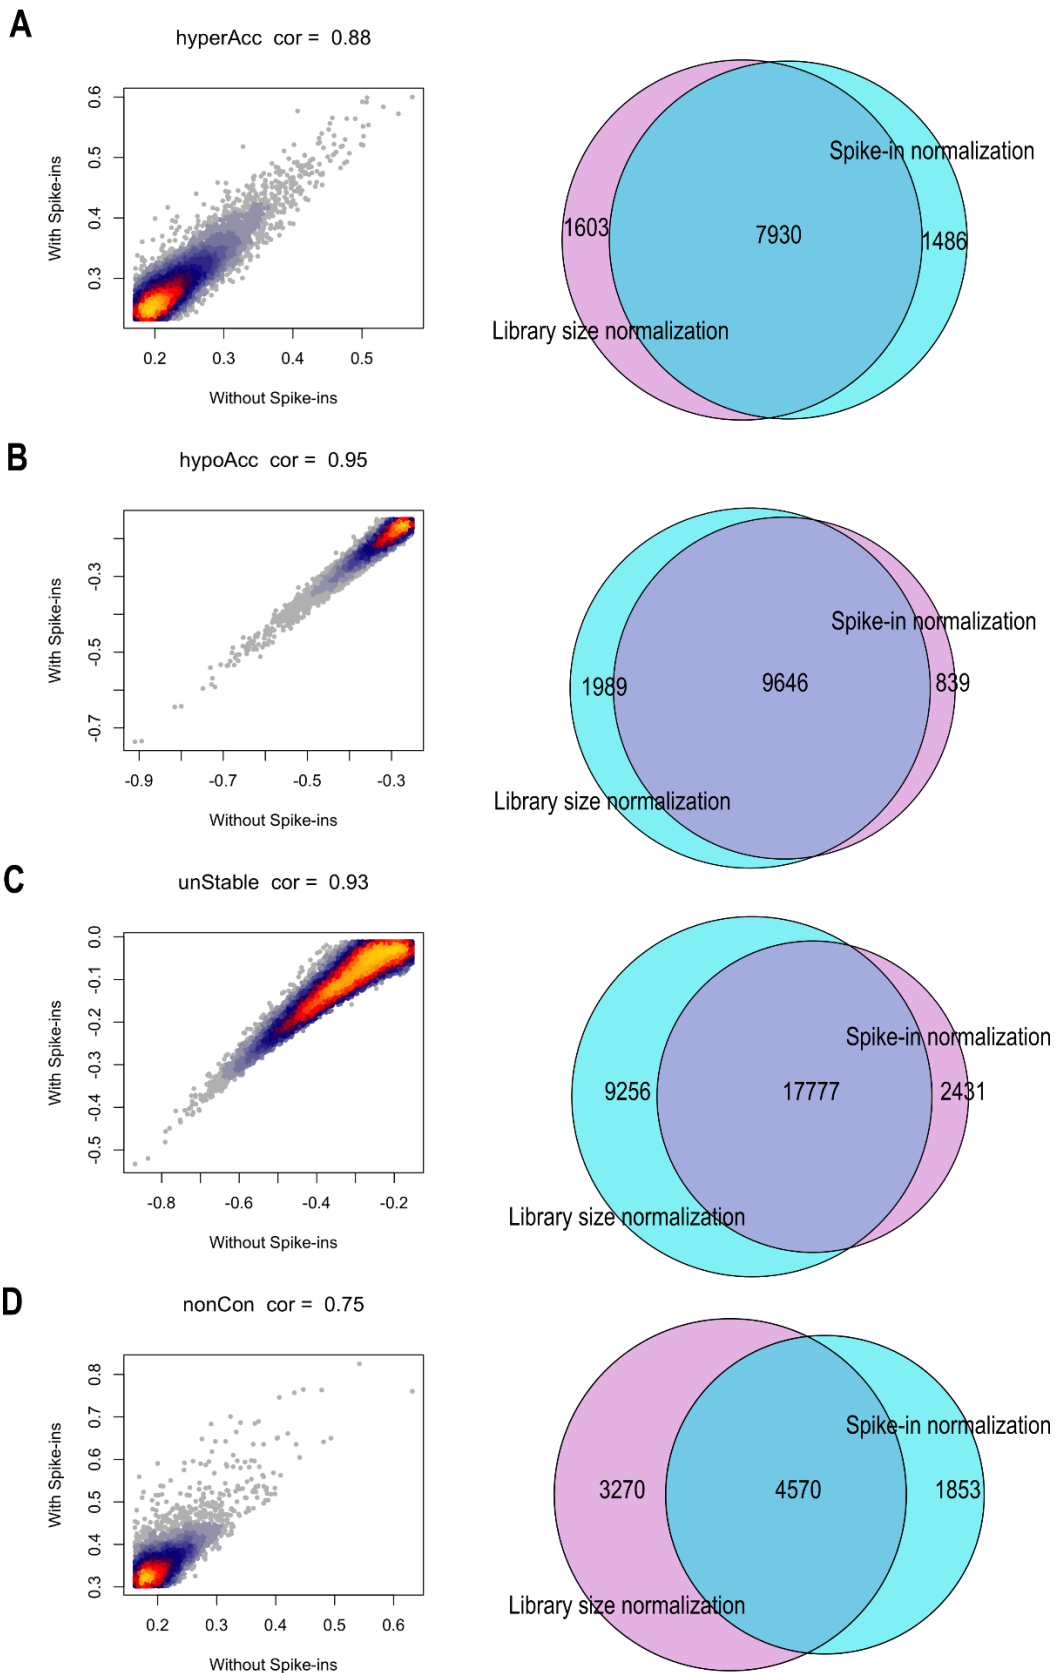 A
hyperAcc cor = 0.88
With Spike-ins
0.6
0.5
0.4
0.3
0.2 0.3 0.4 0.5
Without Spike-ins
Spike-in normalization
1603 7930 1486
Library size normalization
B
hypoAcc cor = 0.95
With Spike-ins
-0.3
-0.5
-0.7
-0.9 -0.7 -0.5 -0.3
Without Spike-ins
Spike-in normalization
1989 9646 839
Library size normalization
C
unStable cor = 0.93
With Spike-ins
0.0
-0.1
-0.2
-0.3
-0.4
-0.5
-0.8 -0.6 -0.4 -0.2
Without Spike-ins
Spike-in normalization
9256 17777 2431
Library size normalization
D
nonCon cor = 0.75
With Spike-ins
0.8
0.7
0.6
0.5
0.4
0.3
0.2 0.3 0.4 0.5 0.6
Without Spike-ins
Spike-in normalization
3270 4570 1853
Library size normalization